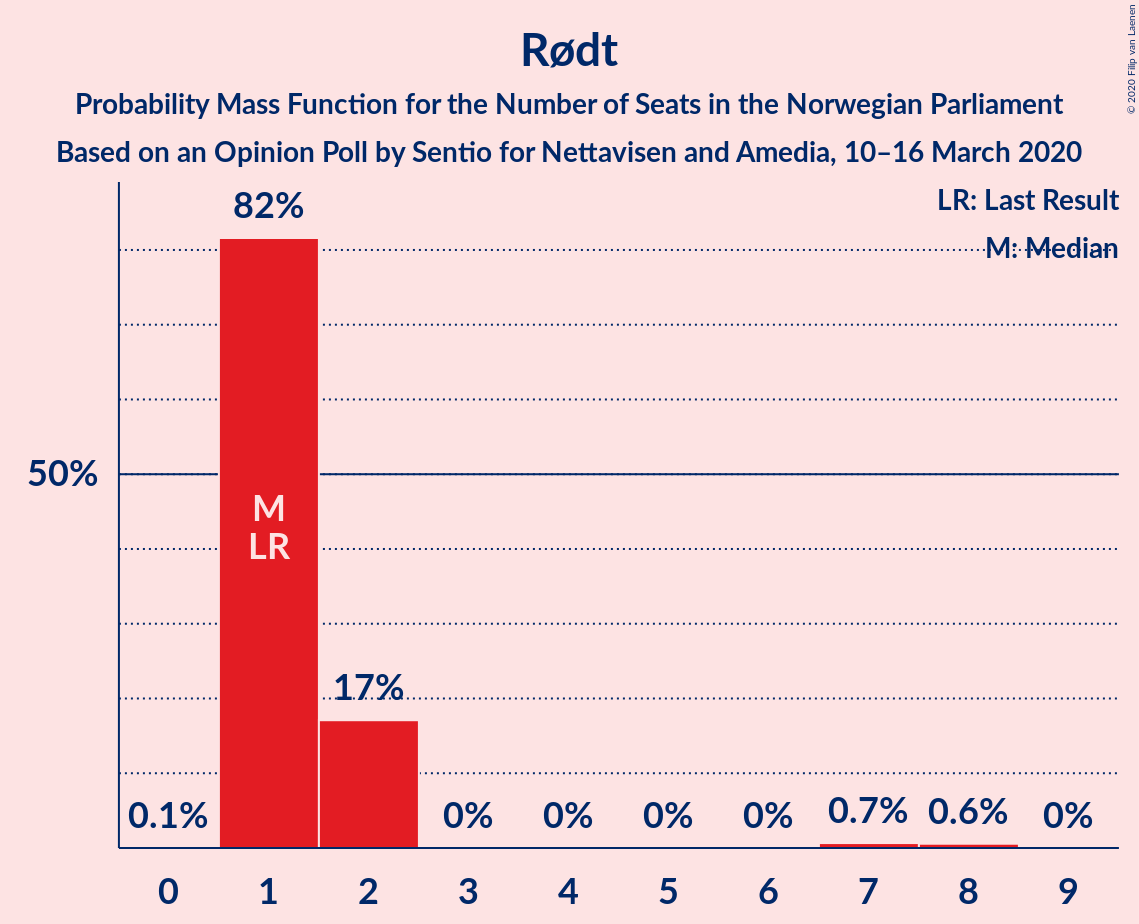 Rødt
Probability Mass Function for the Number of Seats in the Norwegian Parliament
Based on an Opinion Poll by Sentio for Nettavisen and Amedia, 10–16 March 2020
© 2020 Filip van Laenen
LR: Last Result
M: Median
82%
50%
M
LR
17%
0.1% 0% 0% 0% 0% 0.7% 0.6% 0%
0 1 2 3 4 5 6 7 8 9